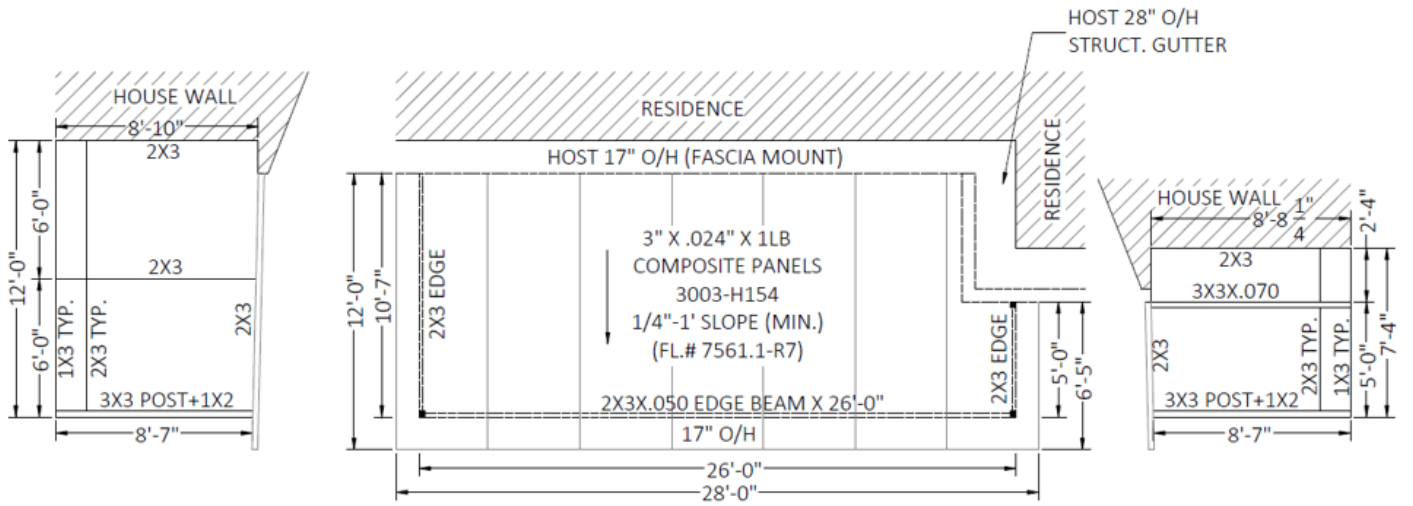 HOST 28" O/H
STRUCT. GUTTER
HOUSE WALL
8'-10"
2X3
12'-0"
6'-0"
2X3
6'-0"
1X3 TYP.
2X3 TYP.
2X3
3X3 POST+1X2
8'-7"
RESIDENCE
RESIDENCE
HOST 17" O/H (FASCIA MOUNT)
12'-0"
10'-7"
2X3 EDGE
3" X .024" X 1LB
COMPOSITE PANELS
3003-H154
1/4"-1' SLOPE (MIN.)
(FL.# 7561.1-R7)
2X3 EDGE
5'-0"
6'-5"
2X3X.050 EDGE BEAM X 26'-0"
17" O/H
26'-0"
28'-0"
HOUSE WALL
8'-8 1/4"
2'-4"
2X3
3X3X.070
2X3
2X3 TYP.
1X3 TYP.
5'-0"
7'-4"
3X3 POST+1X2
8'-7"